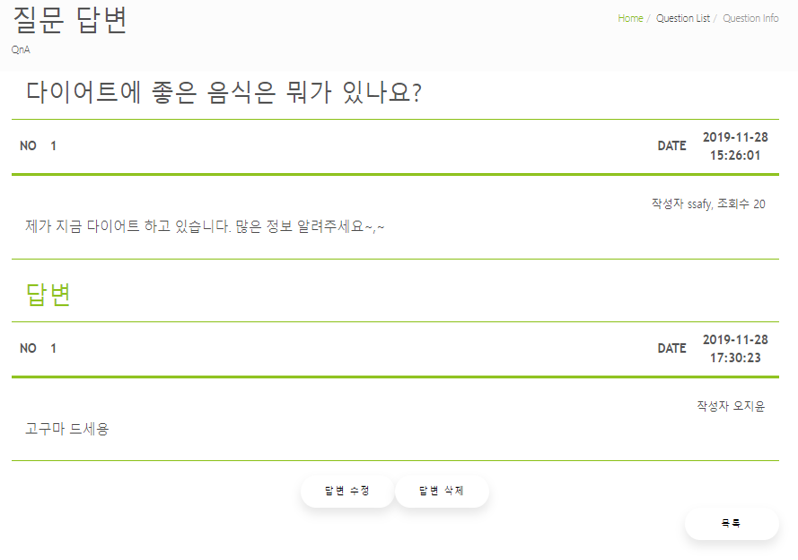 질문 답변
Home / Question List / Question Info
QnA
다이어트에 좋은 음식은 뭐가 있나요?
NO 1 DATE 2019-11-28
15:26:01
작성자 ssafy, 조회수 20
제가 지금 다이어트 하고 있습니다. 많은 정보 알려주세요~,~
답변
NO 1 DATE 2019-11-28
17:30:23
작성자 오지윤
고구마 드세용
답변 수정 답변 삭제
목록